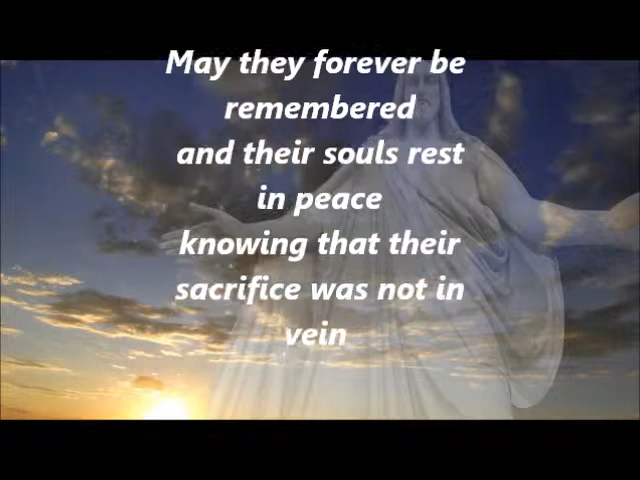 May they forever be
remembered
and their souls rest
in peace
knowing that their
sacrifice was not in
vein